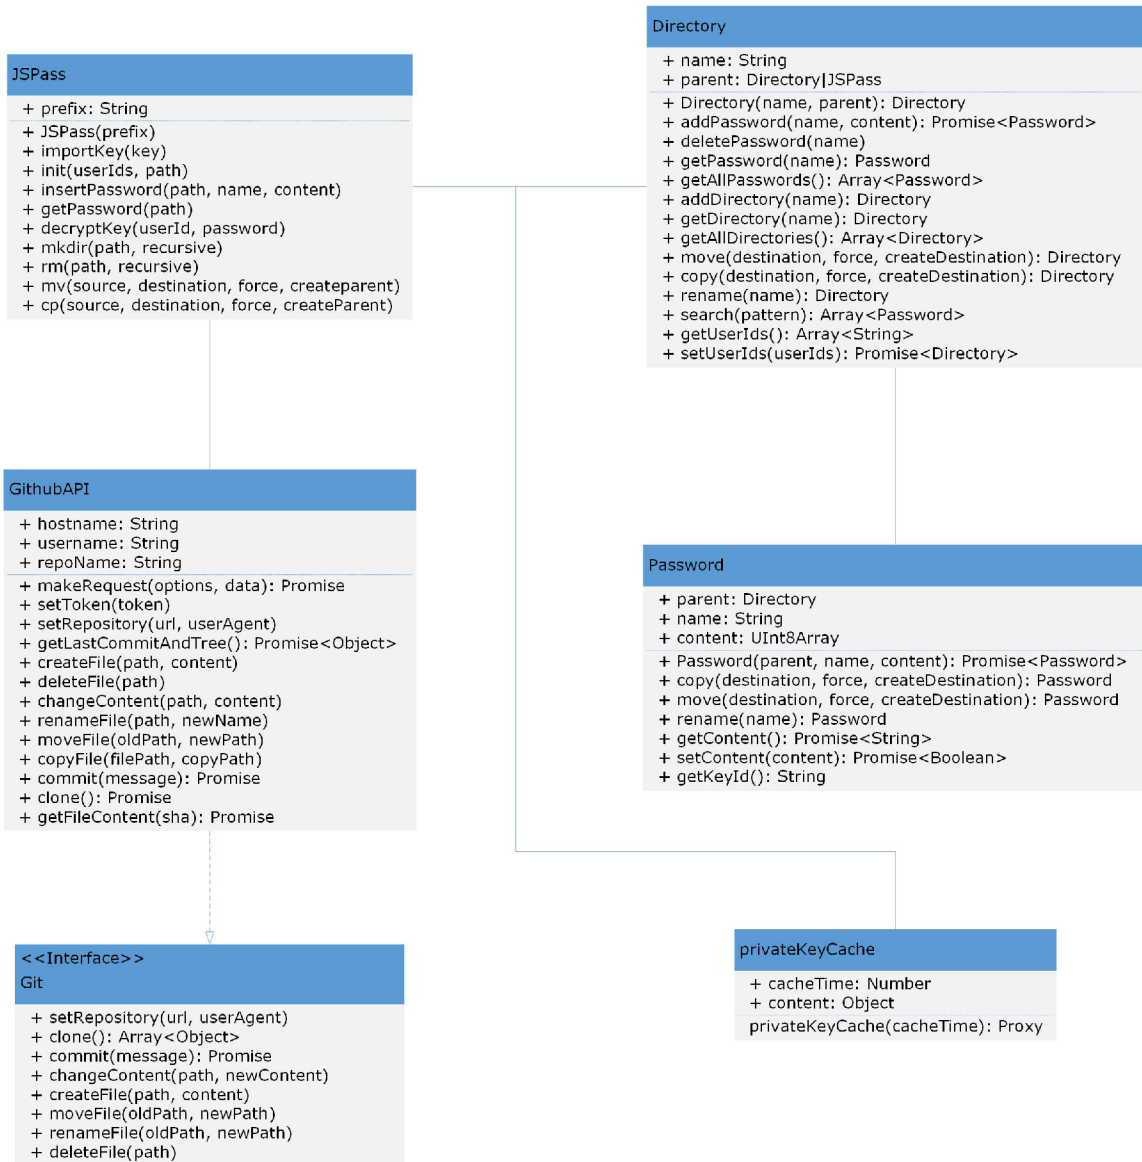 JSPass
+ prefix: String
+ JSPass(prefix)
+ importKey(key)
+ init(userIds, path)
+ insertPassword(path, name, content)
+ getPassword(path)
+ decryptKey(userId, password)
+ mkdir(path, recursive)
+ rm(path, recursive)
+ mv(source, destination, force, createparent)
+ cp(source, destination, force, createParent)
Directory
+ name: String
+ parent: Directory|JSPass
+ Directory(name, parent): Directory
+ addPassword(name, content): Promise<Password>
+ deletePassword(name)
+ getPassword(name): Password
+ getAllPasswords(): Array<Password>
+ addDirectory(name): Directory
+ getDirectory(name): Directory
+ getAllDirectories(): Array<Directory>
+ move(destination, force, createDestination): Directory
+ copy(destination, force, createDestination): Directory
+ rename(name): Directory
+ search(pattern): Array<Password>
+ getUserIds(): Array<String>
+ setUserIds(userIds): Promise<Directory>
GithubAPI
+ hostname: String
+ username: String
+ repoName: String
+ makeRequest(options, data): Promise
+ setToken(token)
+ setRepository(url, userAgent)
+ getLastCommitAndTree(): Promise<Object>
+ createFile(path, content)
+ deleteFile(path)
+ changeContent(path, content)
+ renameFile(path, newName)
+ moveFile(oldPath, newPath)
+ copyFile(filePath, copyPath)
+ commit(message): Promise
+ clone(): Promise
+ getFileContent(sha): Promise
Password
+ parent: Directory
+ name: String
+ content: UInt8Array
+ Password(parent, name, content): Promise<Password>
+ copy(destination, force, createDestination): Password
+ move(destination, force, createDestination): Password
+ rename(name): Password
+ getContent(): Promise<String>
+ setContent(content): Promise<Boolean>
+ getKeyId(): String
<<Interface>>
Git
+ setRepository(url, userAgent)
+ clone(): Array<Object>
+ commit(message): Promise
+ changeContent(path, newContent)
+ createFile(path, content)
+ moveFile(oldPath, newPath)
+ renameFile(oldPath, newPath)
+ deleteFile(path)
privateKeyCache
+ cacheTime: Number
+ content: Object
privateKeyCache(cacheTime): Proxy